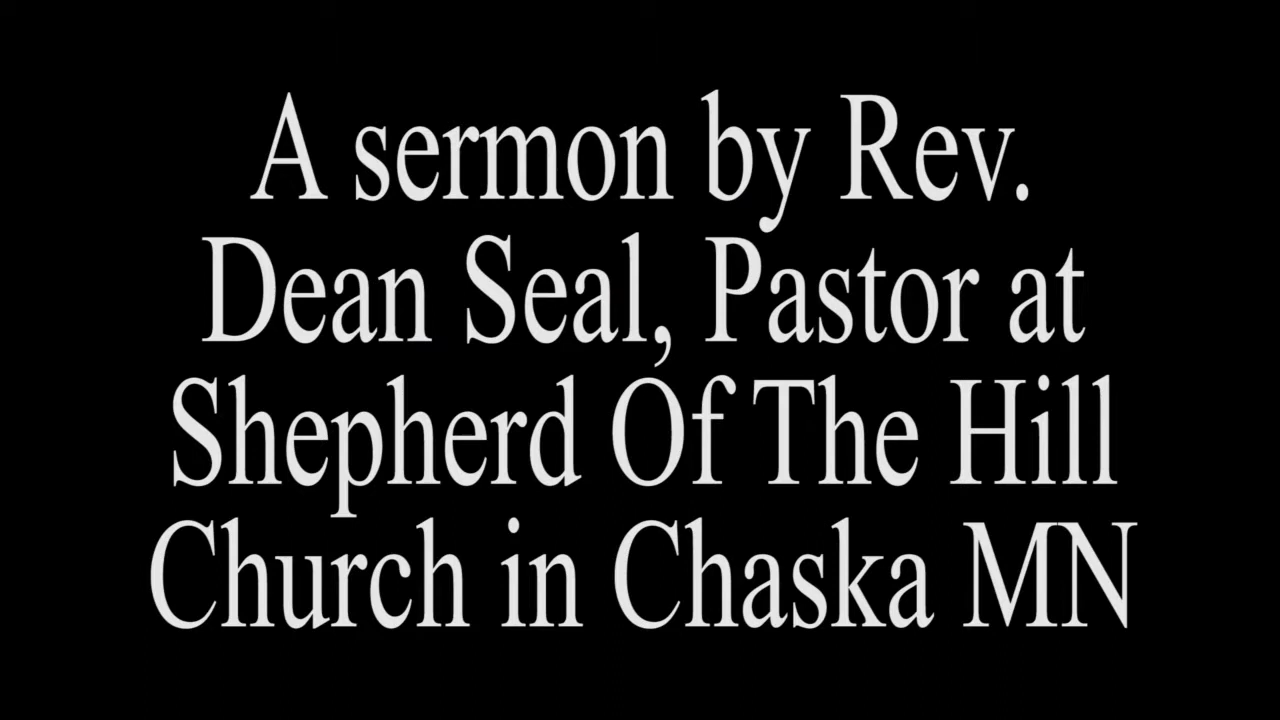 A sermon by Rev.
Dean Seal, Pastor at
Shepherd Of The Hill
Church in Chaska MN